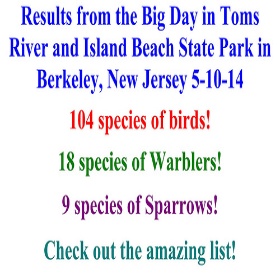 Results from the Big Day in Toms
River and Island Beach State Park in
Berkeley, New Jersey 5-10-14
104 species of birds!
18 species of Warblers!
9 species of Sparrows!
Check out the amazing list!